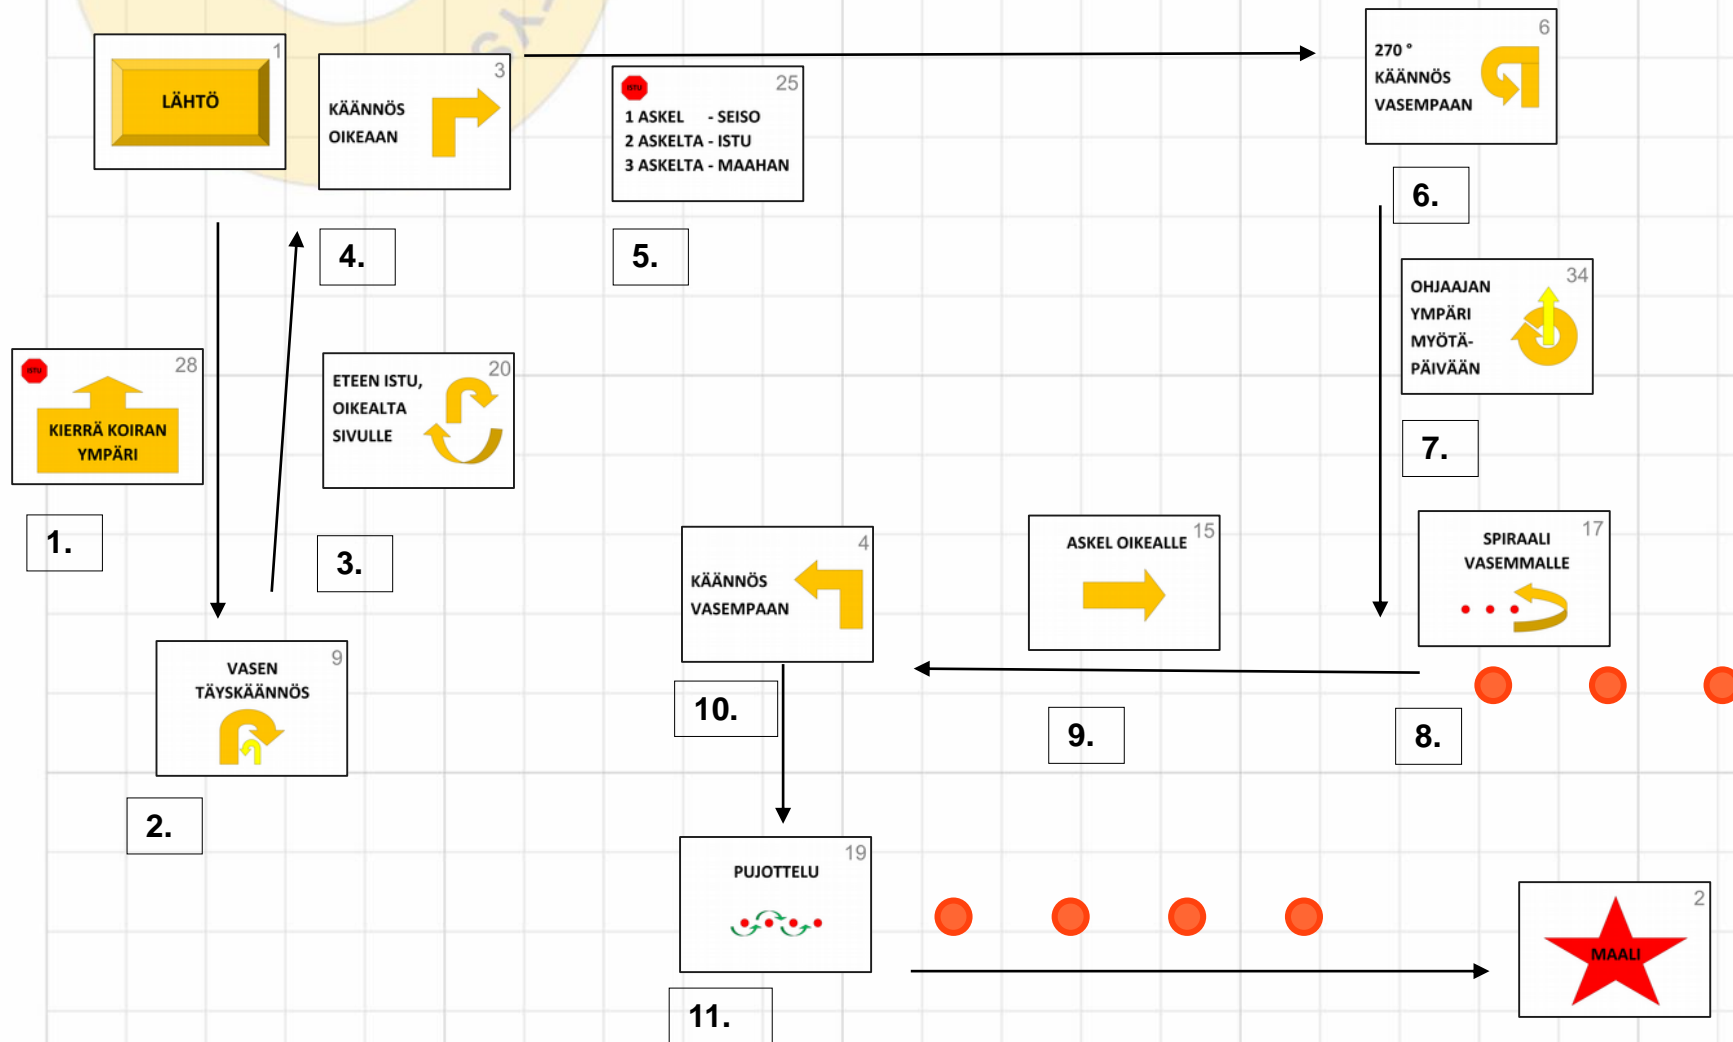 1
LÄHTÖ
3
KÄÄNNÖS
OIKEAAN
4.
ISTU
25
1 ASKEL - SEISO
2 ASKELTA - ISTU
3 ASKELTA - MAAHAN
5.
6
270 °
KÄÄNNÖS
VASEMPAAN
6.
34
OHJAAJAN
YMPÄRI
MYÖTÄ-
PÄIVÄÄN
7.
ISTU
28
KIERRÄ KOIRAN
YMPÄRI
1.
20
ETEEN ISTU,
OIKEALTA
SIVULLE
3.
9
VASEN
TÄYSKÄÄNNÖS
2.
4
KÄÄNNÖS
VASEMPAAN
10.
15
ASKEL OIKEALLE
9.
17
SPIRAALI
VASEMMALLE
8.
19
PUJOTTELU
11.
2
MAALI